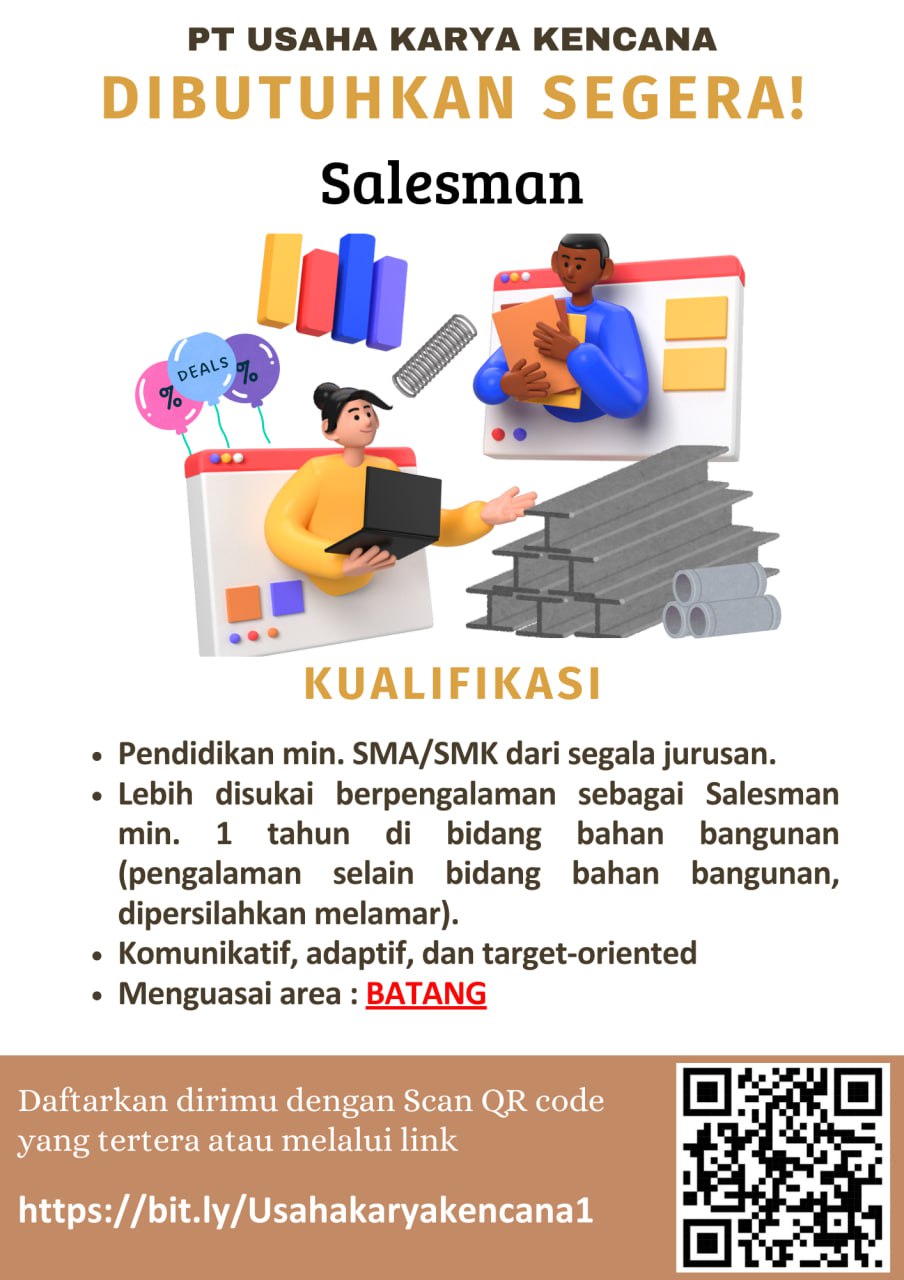 PT USAHA KARYA KENCANA
DIBUTUHKAN SEGERA!
Salesman
DEALS
%
%
KUALIFIKASI
• Pendidikan min. SMA/SMK dari segala jurusan.
• Lebih disukai berpengalaman sebagai Salesman
min. 1 tahun di bidang bahan bangunan
(pengalaman selain bidang bahan bangunan,
dipersilahkan melamar).
• Komunikatif, adaptif, dan target-oriented
• Menguasai area : BATANG
Daftarkan dirimu dengan Scan QR code
yang tertera atau melalui link
https://bit.ly/Usahakaryakencana1